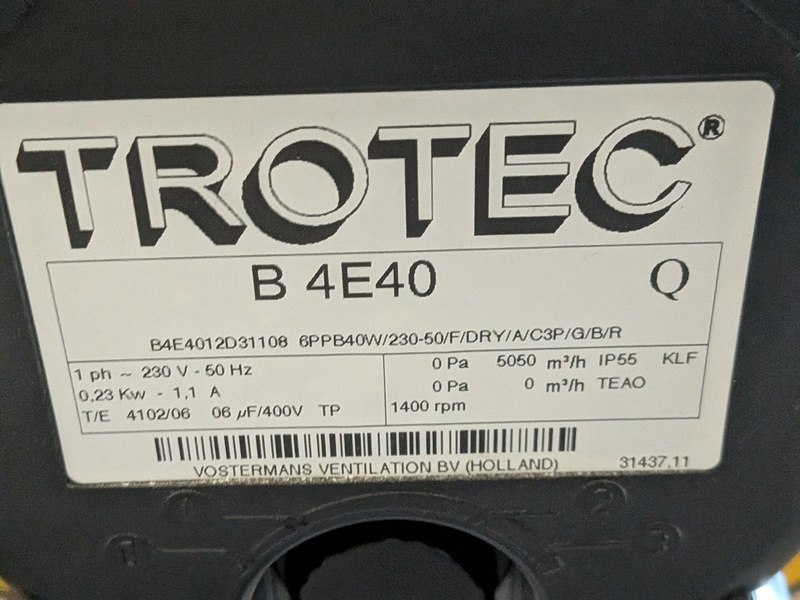 TROTEC®
B 4E40 Q
B4E4012D31108 6PPB40W/230-50/F/DRY/A/C3P/G/B/R
1 ph ~ 230 V - 50 Hz
0,23 Kw - 1,1 A
T/E 4102/06 06 µF/400V TP
0 Pa 5050 m³/h IP55 KLF
0 Pa 0 m³/h TEAO
1400 rpm
VOSTERMANS VENTILATION BV (HOLLAND) 31437.11
1 2